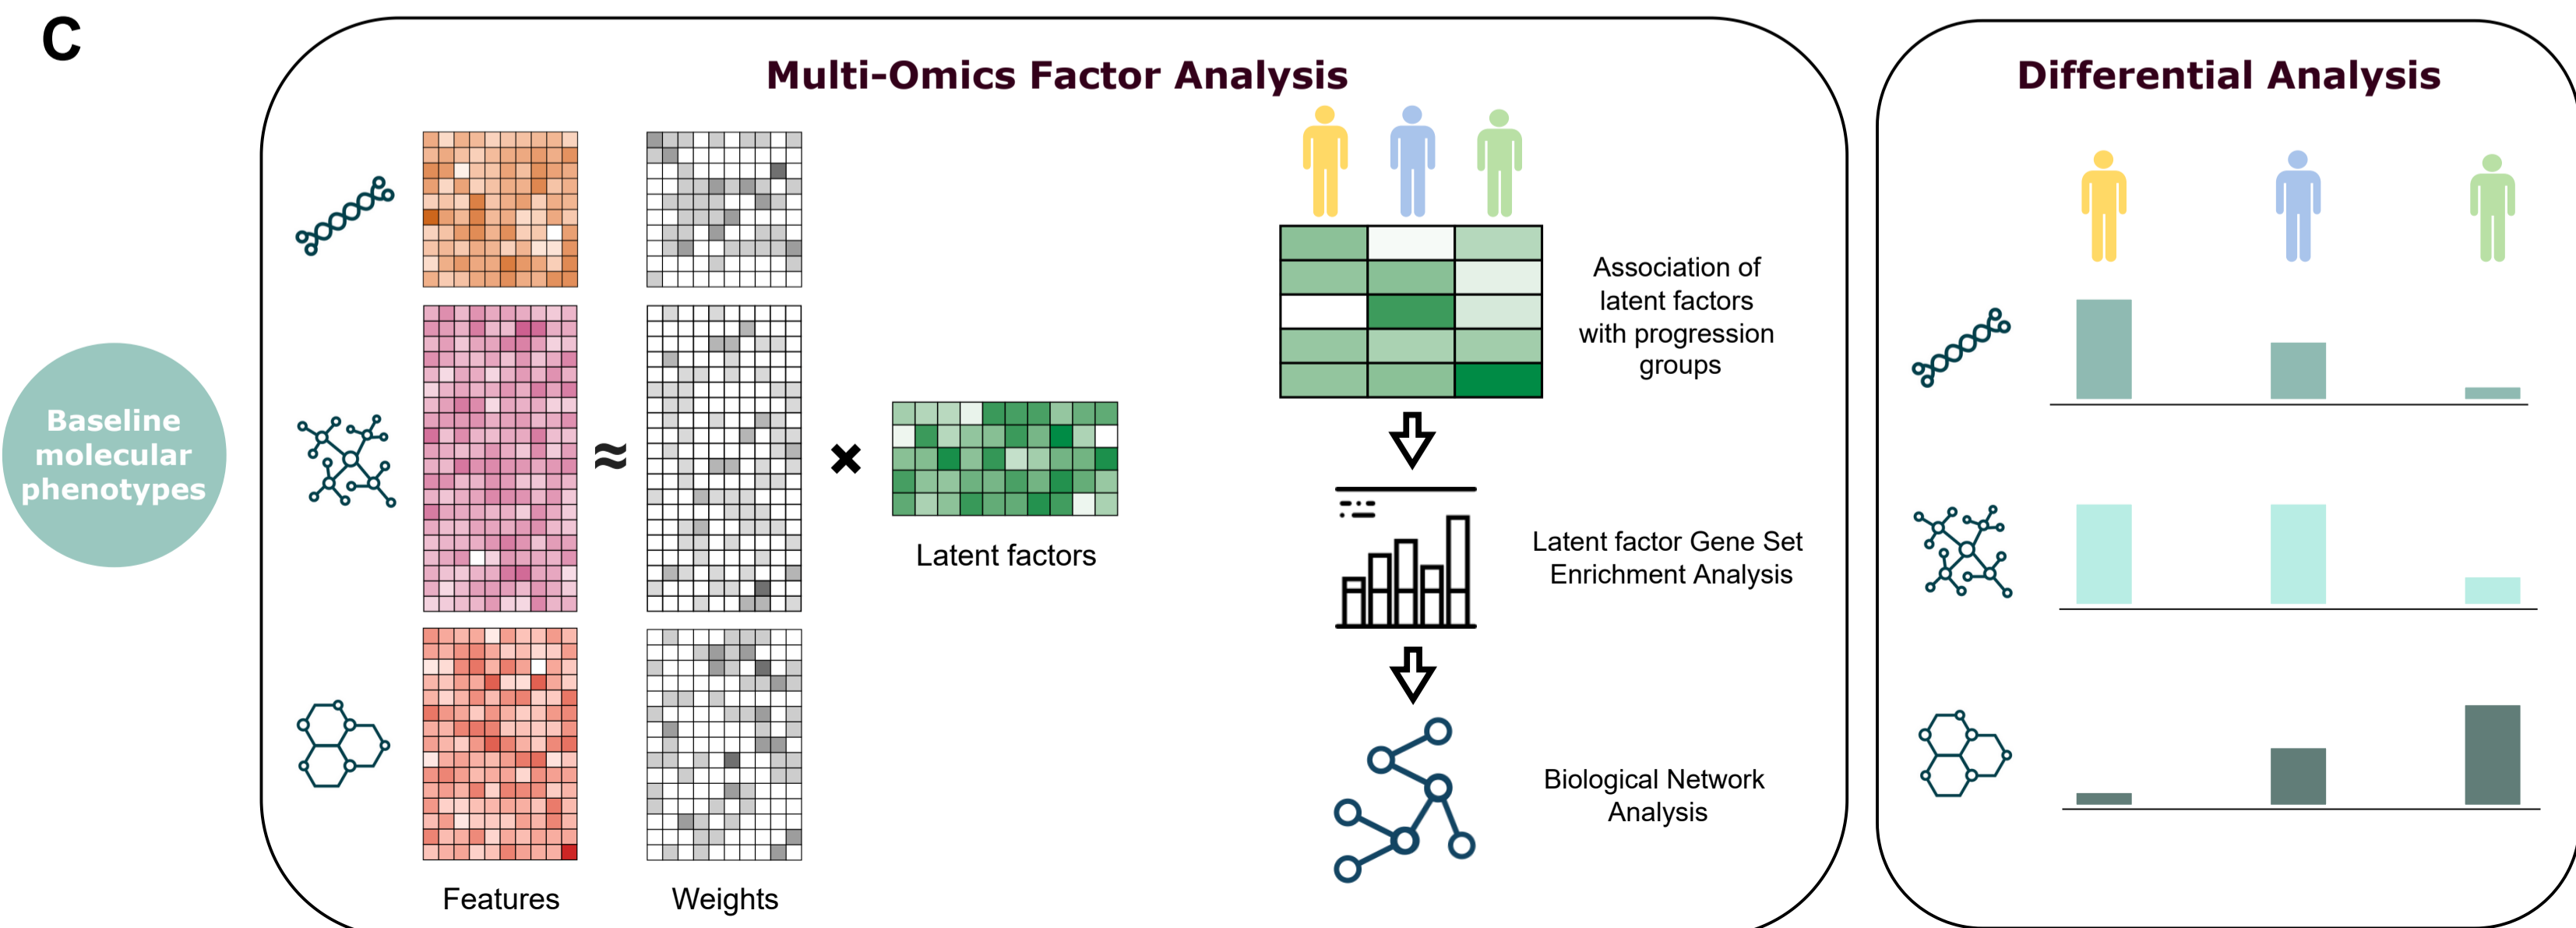 C
Multi-Omics Factor Analysis
Differential Analysis
Baseline
molecular
phenotypes
≈
×
Latent factors
Features
Weights
Association of
latent factors
with progression
groups
Latent factor Gene Set
Enrichment Analysis
Biological Network
Analysis